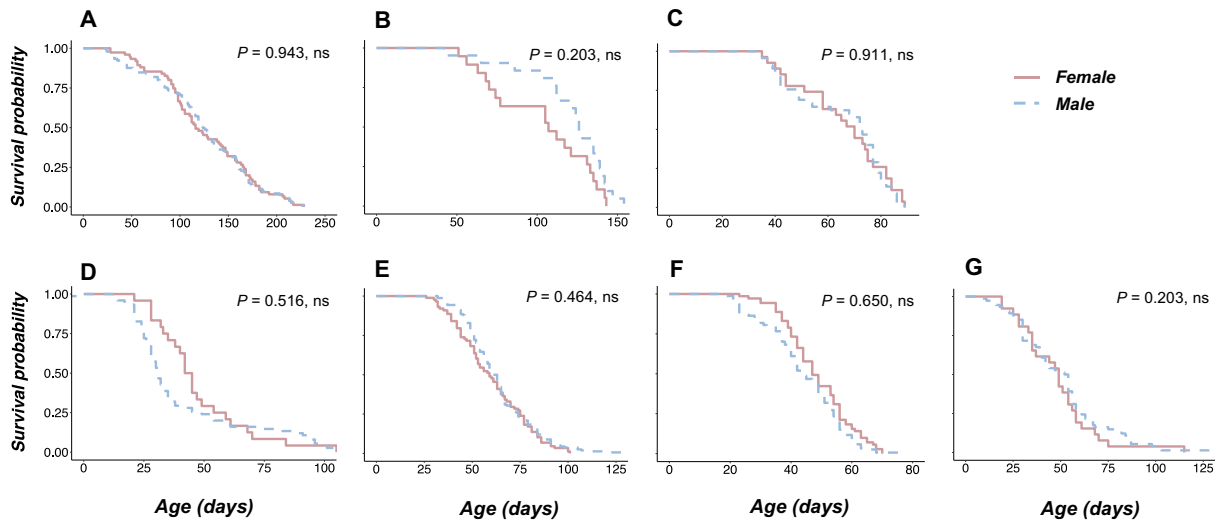 A
B
C
P = 0.943, ns
P = 0.203, ns
P = 0.911, ns
Female
Male
Survival probability
1.00
0.75
0.50
0.25
0.00
0 50 100 150 200 250
0 50 100 150
0 20 40 60 80
D
E
F
G
P = 0.516, ns
P = 0.464, ns
P = 0.650, ns
P = 0.203, ns
Survival probability
1.00
0.75
0.50
0.25
0.00
0 25 50 75 100
0 25 50 75 100 125
0 20 40 60 80
0 25 50 75 100 125
Age (days)
Age (days)
Age (days)
Age (days)